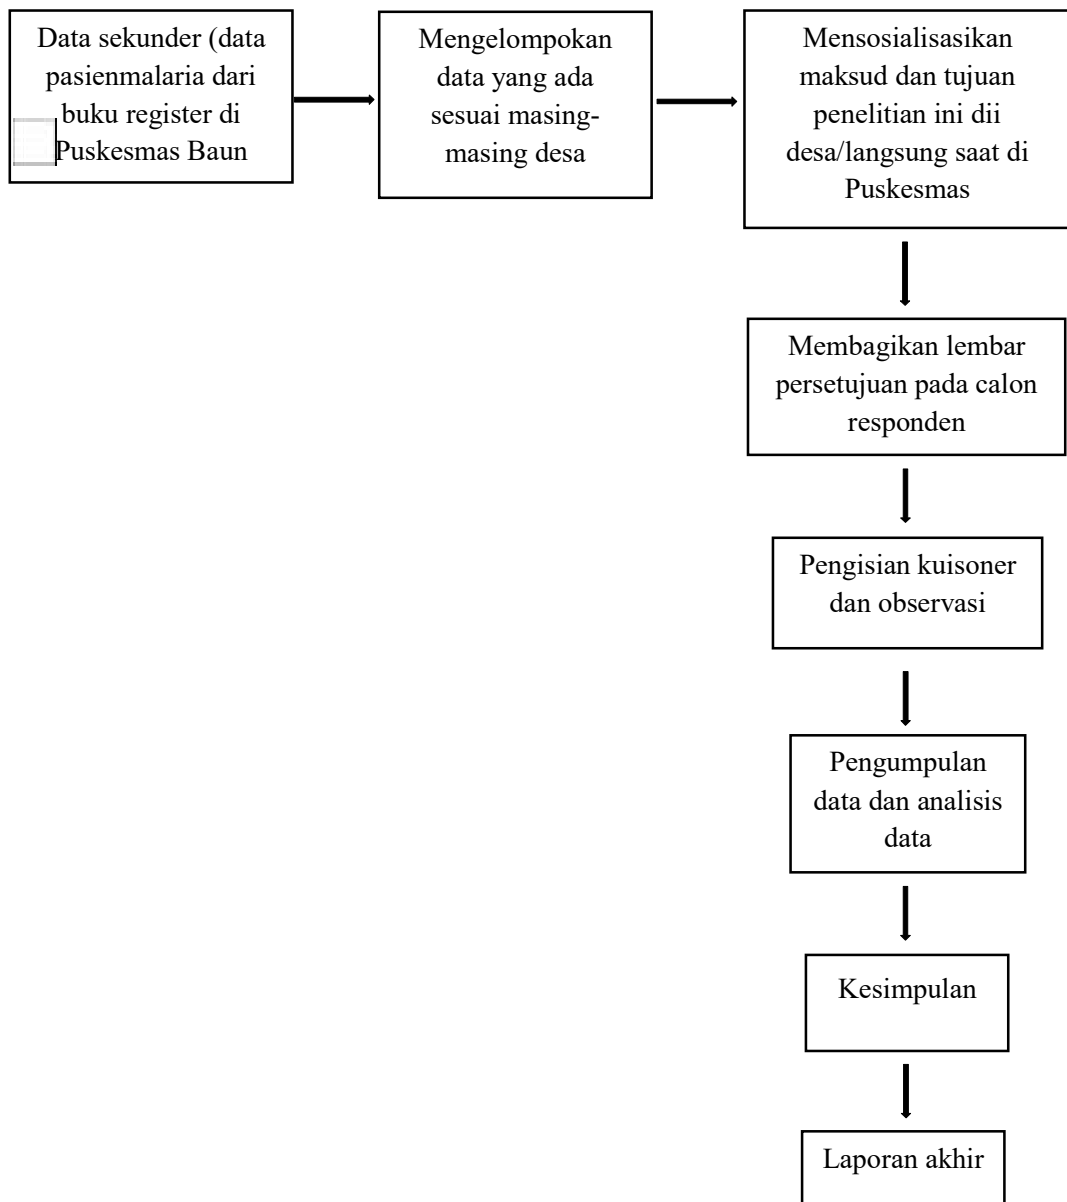 Data sekunder (data
pasienmalaria dari
buku register di
Puskesmas Baun
Mengelompokan
data yang ada
sesuai masing-
masing desa
Mensosialisasikan
maksud dan tujuan
penelitian ini dii
desa/langsung saat di
Puskesmas
Membagikan lembar
persetujuan pada calon
responden
Pengisian kuisoner
dan observasi
Pengumpulan
data dan analisis
data
Kesimpulan
Laporan akhir